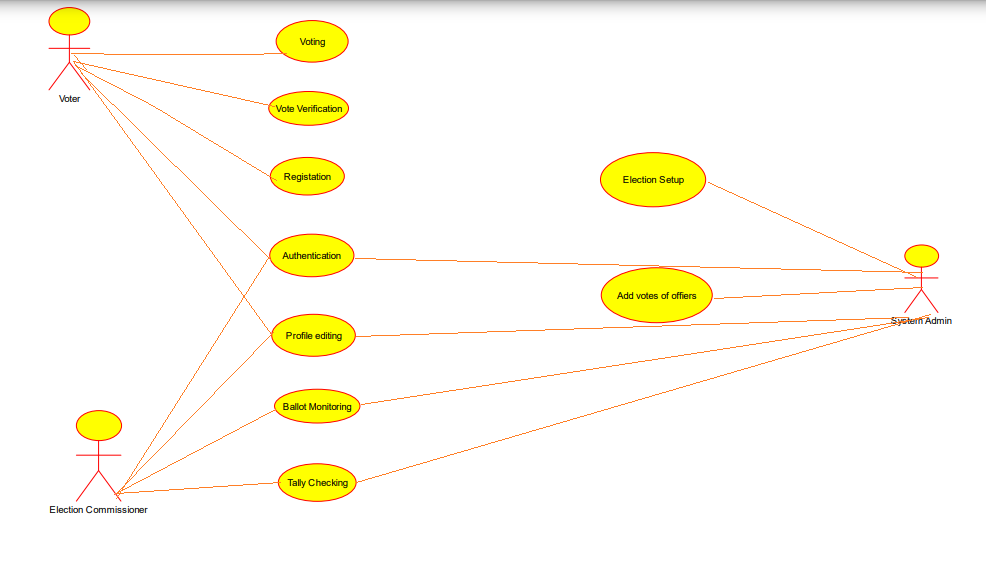 Voting
Voter
Vote Verification
Registation
Election Setup
Authentication
Add votes of offiers
System Admin
Profile editing
Ballot Monitoring
Tally Checking
Election Commissioner